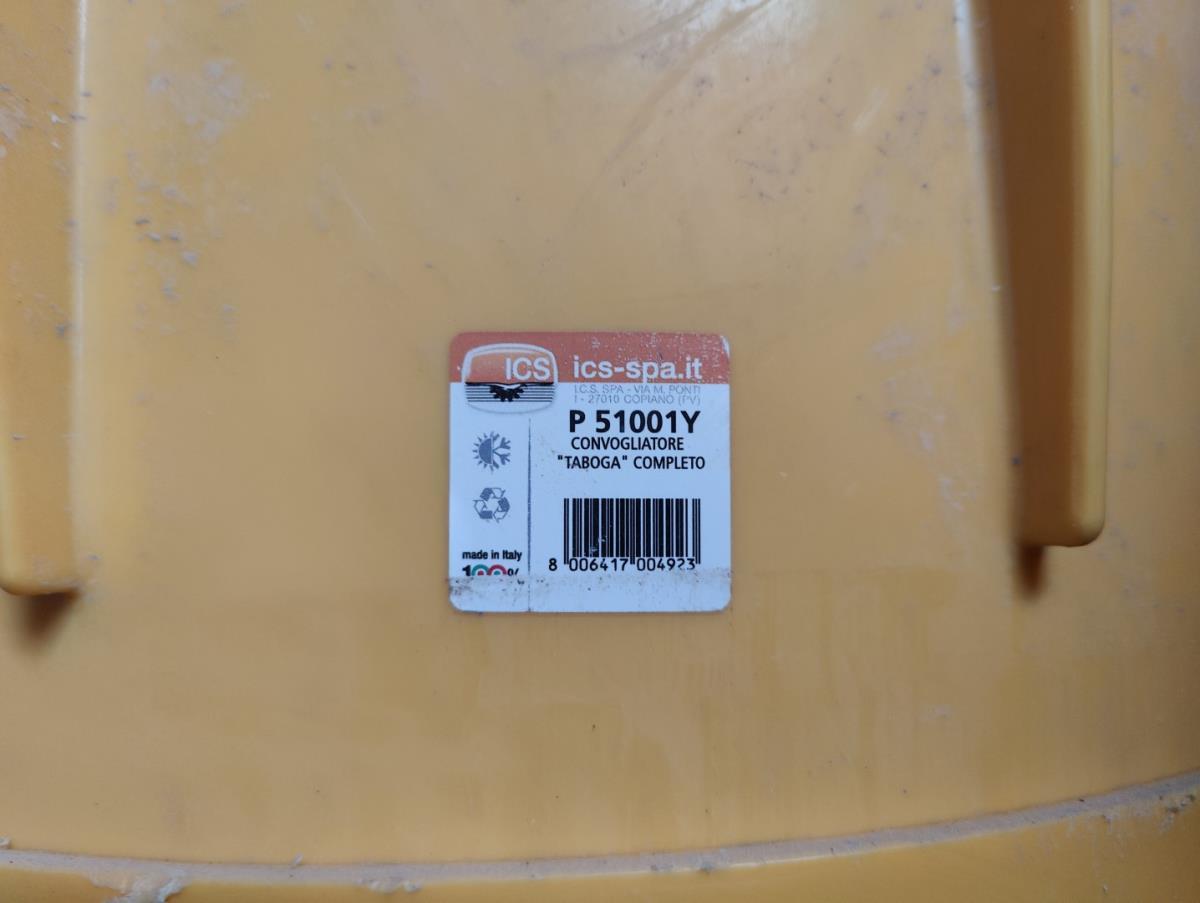 ICS
ics-spa.it
I.C.S. SPA - VIA M. PONTI
I - 27010 COPIANO (PV)
P 51001Y
CONVOGLIATORE
"TABOGA" COMPLETO
made in Italy
100%
8 006417 004923